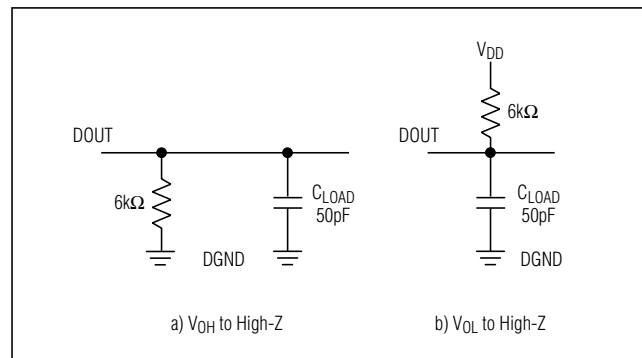 DOUT
6kΩ
C_LOAD
50pF
DGND
a) V_OH to High-Z
V_DD
6kΩ
DOUT
C_LOAD
50pF
DGND
b) V_OL to High-Z